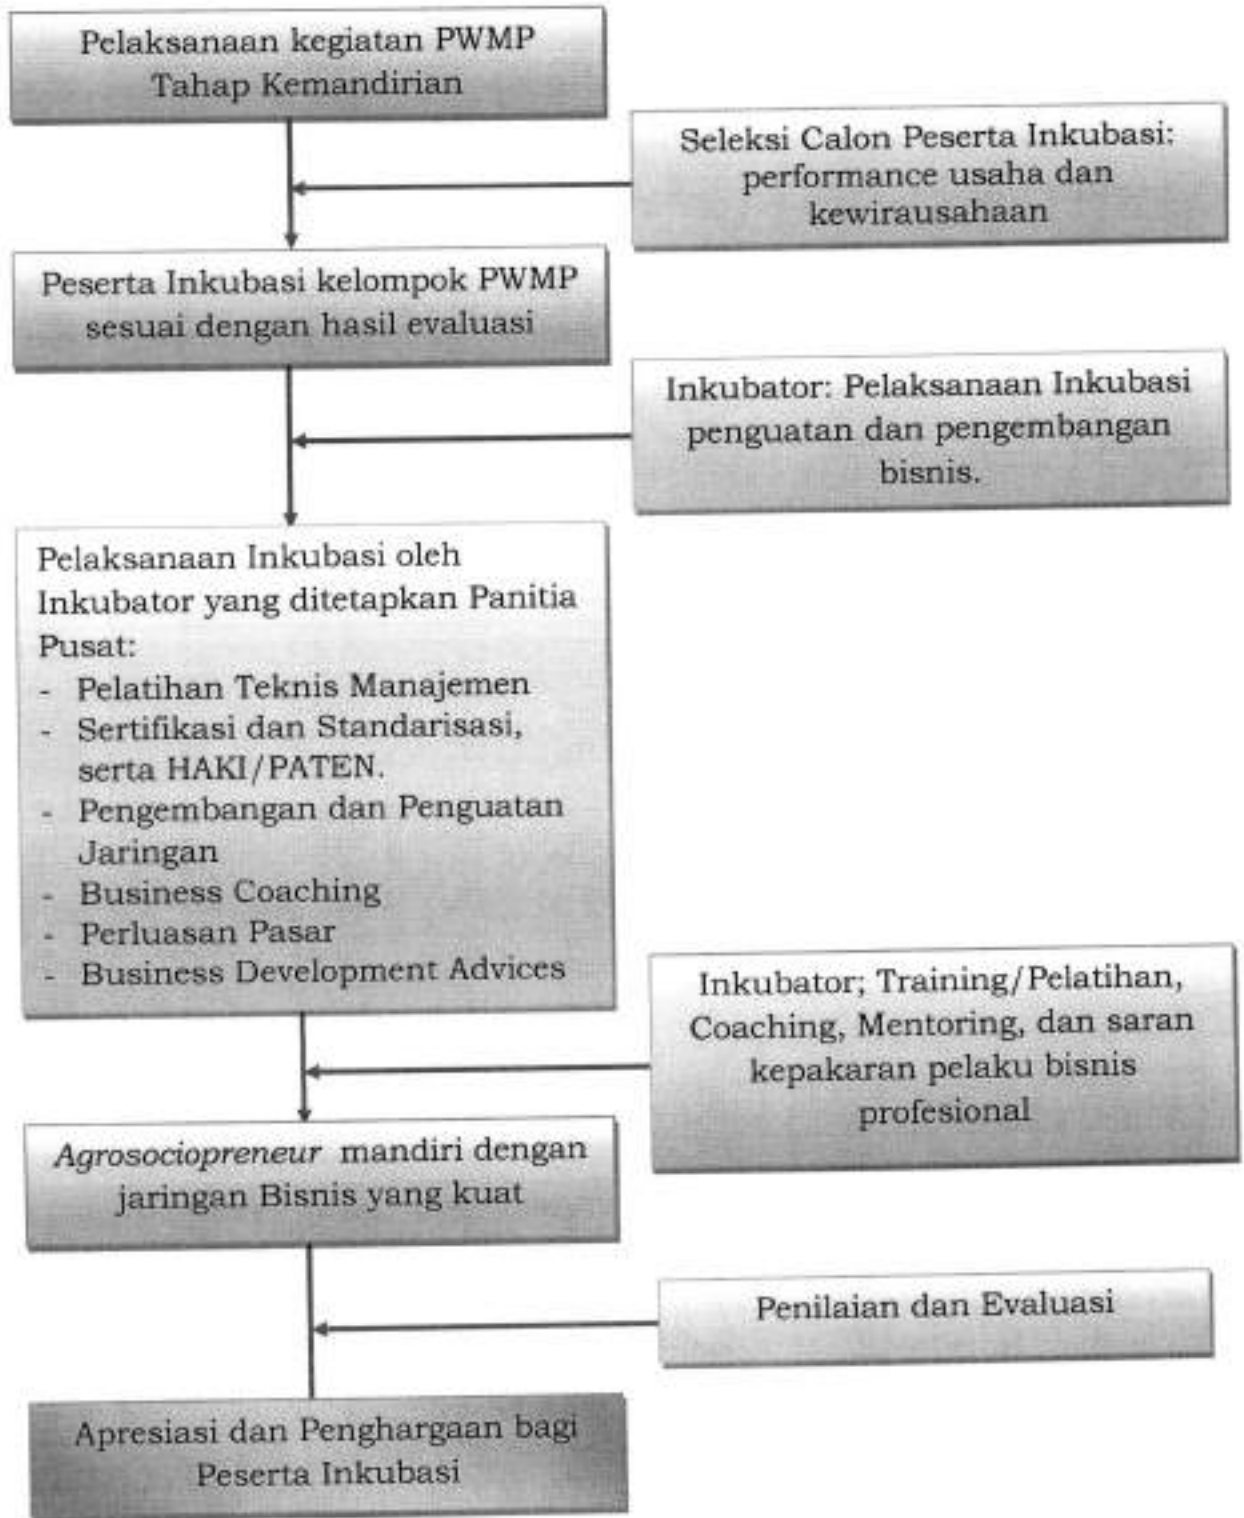 Pelaksanaan kegiatan PWMP
Tahap Kemandirian
Seleksi Calon Peserta Inkubasi:
performance usaha dan
kewirausahaan
Peserta Inkubasi kelompok PWMP
sesuai dengan hasil evaluasi
Inkubator: Pelaksanaan Inkubasi
penguatan dan pengembangan
bisnis.
Pelaksanaan Inkubasi oleh
Inkubator yang ditetapkan Panitia
Pusat:
- Pelatihan Teknis Manajemen
- Sertifikasi dan Standarisasi,
serta HAKI/PATEN.
- Pengembangan dan Penguatan
Jaringan
- Business Coaching
- Perluasan Pasar
- Business Development Advices
Inkubator; Training/Pelatihan,
Coaching, Mentoring, dan saran
kepakaran pelaku bisnis
profesional
Agrosociopreneur mandiri dengan
jaringan Bisnis yang kuat
Penilaian dan Evaluasi
Apresiasi dan Penghargaan bagi
Peserta Inkubasi